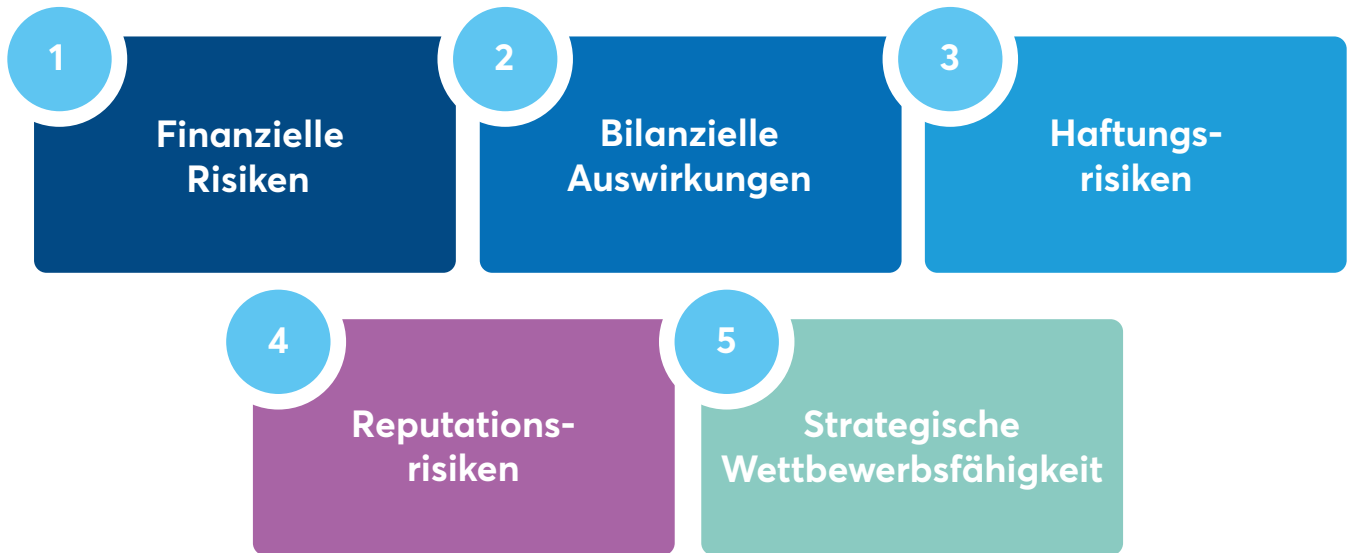 1
Finanzielle
Risiken
2
Bilanzielle
Auswirkungen
3
Haftungs-
risiken
4
Reputations-
risiken
5
Strategische
Wettbewerbsfähigkeit